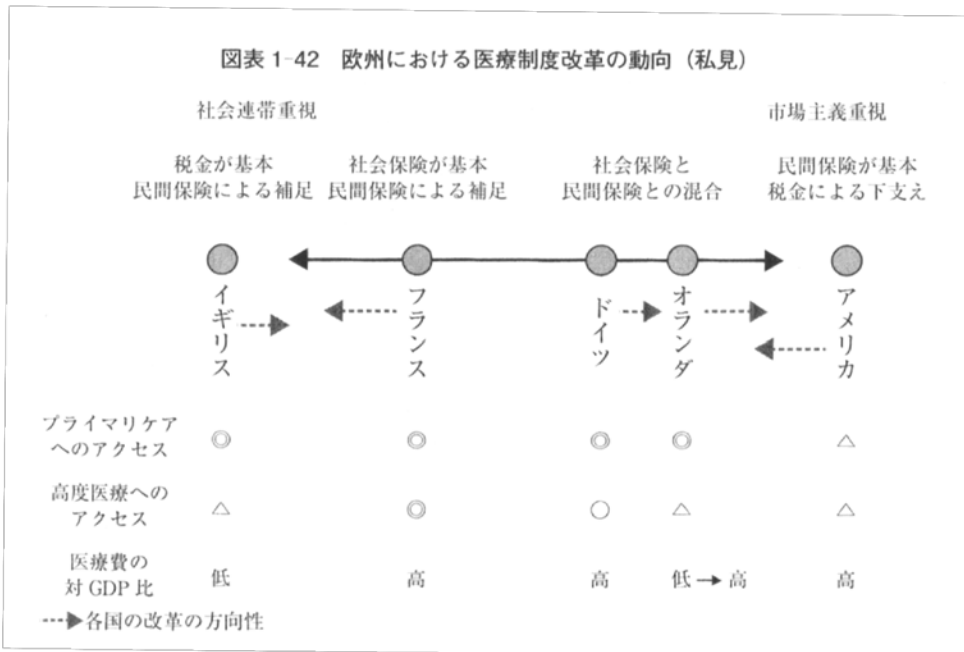 図表 1-42 欧州における医療制度改革の動向（私見）
社会連帯重視 市場主義重視
税金が基本 社会保険が基本 社会保険と 民間保険が基本
民間保険による補足 民間保険による補足 民間保険との混合 税金による下支え
イギリス フランス ドイツ オランダ アメリカ
プライマリケア
へのアクセス ◎ ◎ ◎ ◎ △
高度医療への
アクセス △ ◎ ○ △ △
医療費の
対 GDP 比 低 高 高 低 → 高 高
各国の改革の方向性